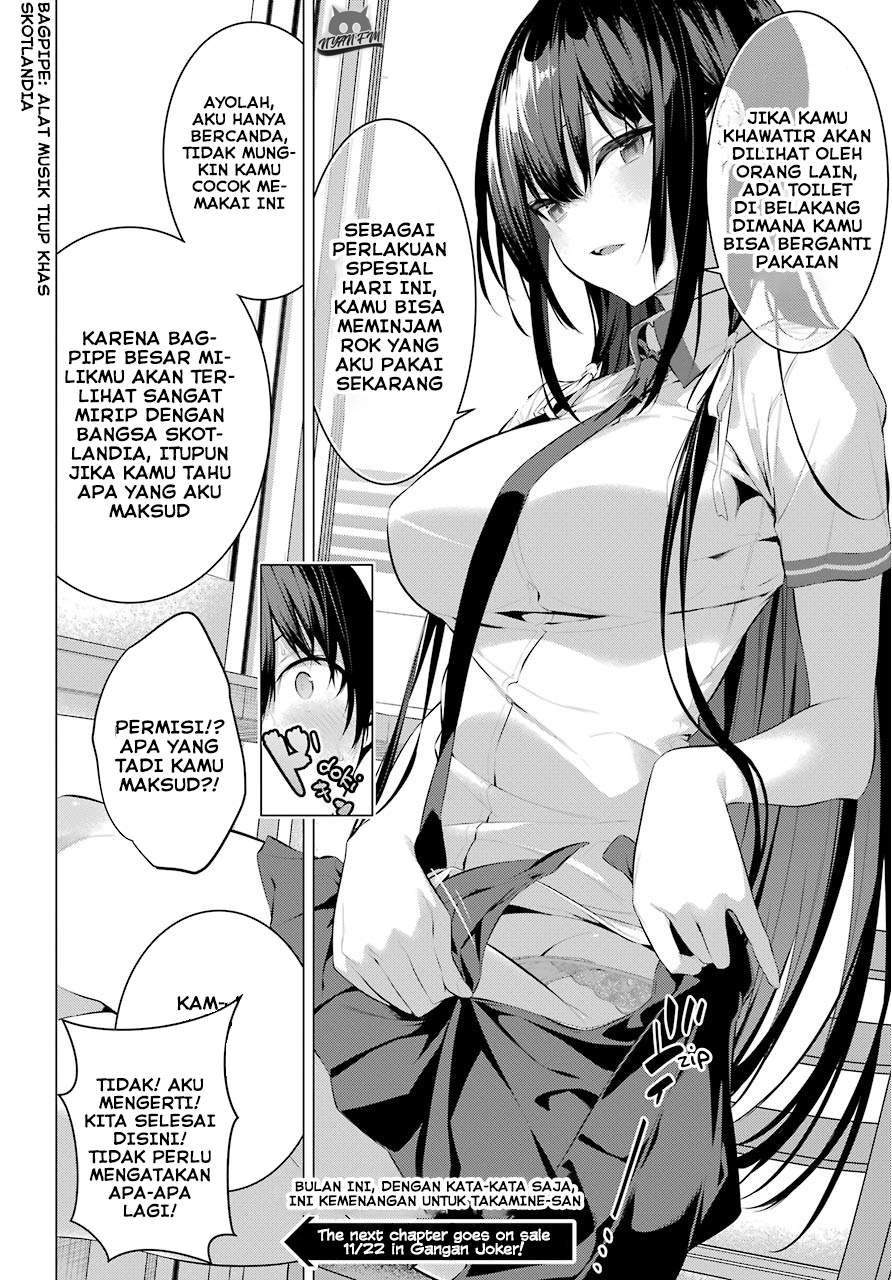 JIKA KAMU
KHAWATIR AKAN
DILIHAT OLEH
ORANG LAIN,
ADA TOILET
DI BELAKANG
DIMANA KAMU
BISA BERGANTI
PAKAIAN
SEBAGAI
PERLAKUAN
SPESIAL
HARI INI,
KAMU BISA
MEMINJAM
ROK YANG
AKU PAKAI
SEKARANG
zip
NYAN FM
AYOLAH,
AKU HANYA
BERCANDA,
TIDAK MUNG-
KIN KAMU
COCOK ME-
MAKAI INI
KARENA BAG-
PIPE BESAR MI-
LIKMU AKAN TER-
LIHAT SANGAT
MIRIP DENGAN
BANGSA SKOT-
LANDIA, ITUPUN
JIKA KAMU TAHU
APA YANG AKU
MAKSUD
BAGPIPE: ALAT MUSIK TIUP KHAS
SKOTLANDIA
ドキ
doki
PERMISI!?
APA YANG
TADI KAMU
MAKSUD?!
KAM-
TIDAK! AKU
MENGERTI!
KITA SELESAI
DISINI!
TIDAK PERLU
MENGATAKAN
APA-APA
LAGI!
BULAN INI, DENGAN KATA-KATA SAJA,
INI KEMENANGAN UNTUK TAKAMINE-SAN
The next chapter goes on sale
11/22 in Gangan Joker!